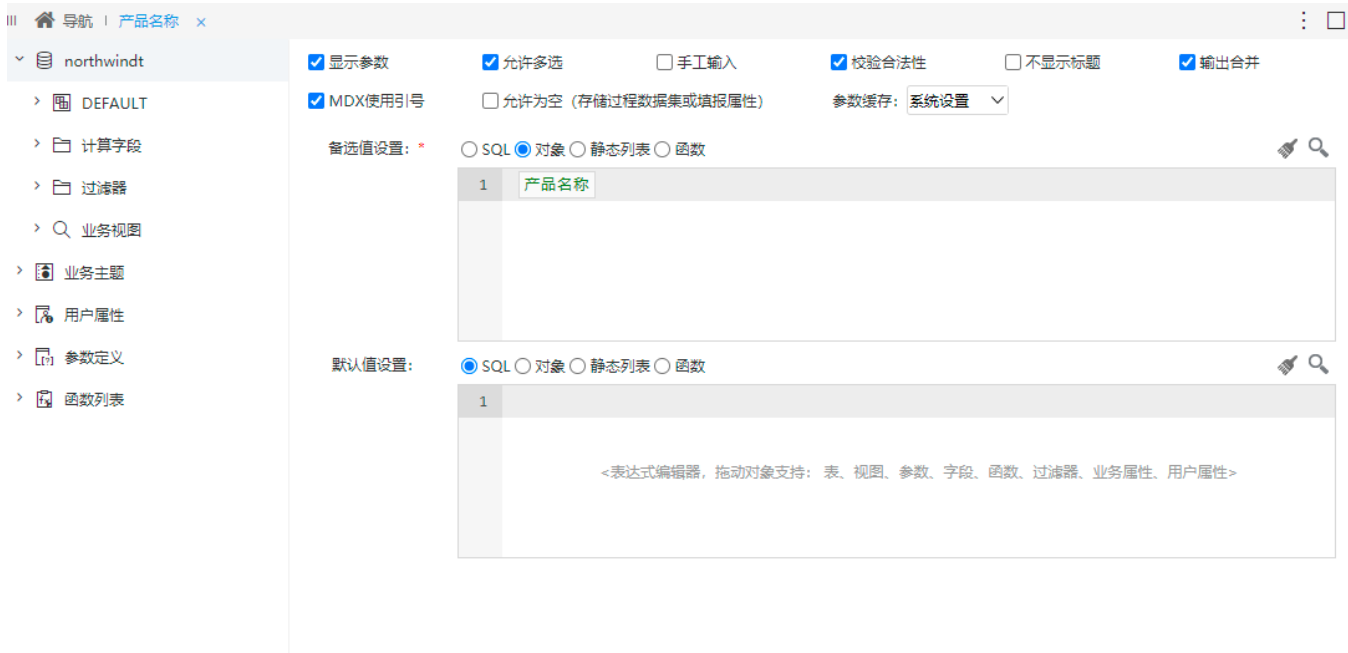 导航 产品名称 ×
northwindt
DEFAULT
计算字段
过滤器
业务视图
业务主题
用户属性
参数定义
函数列表
显示参数 允许多选 手工输入 校验合法性 不显示标题 输出合并
MDX使用引号 允许为空（存储过程数据集或填报属性） 参数缓存： 系统设置
备选值设置：* SQL 对象 静态列表 函数
1 产品名称
默认值设置： SQL 对象 静态列表 函数
1
<表达式编辑器，拖动对象支持： 表、视图、参数、字段、函数、过滤器、业务属性、用户属性>